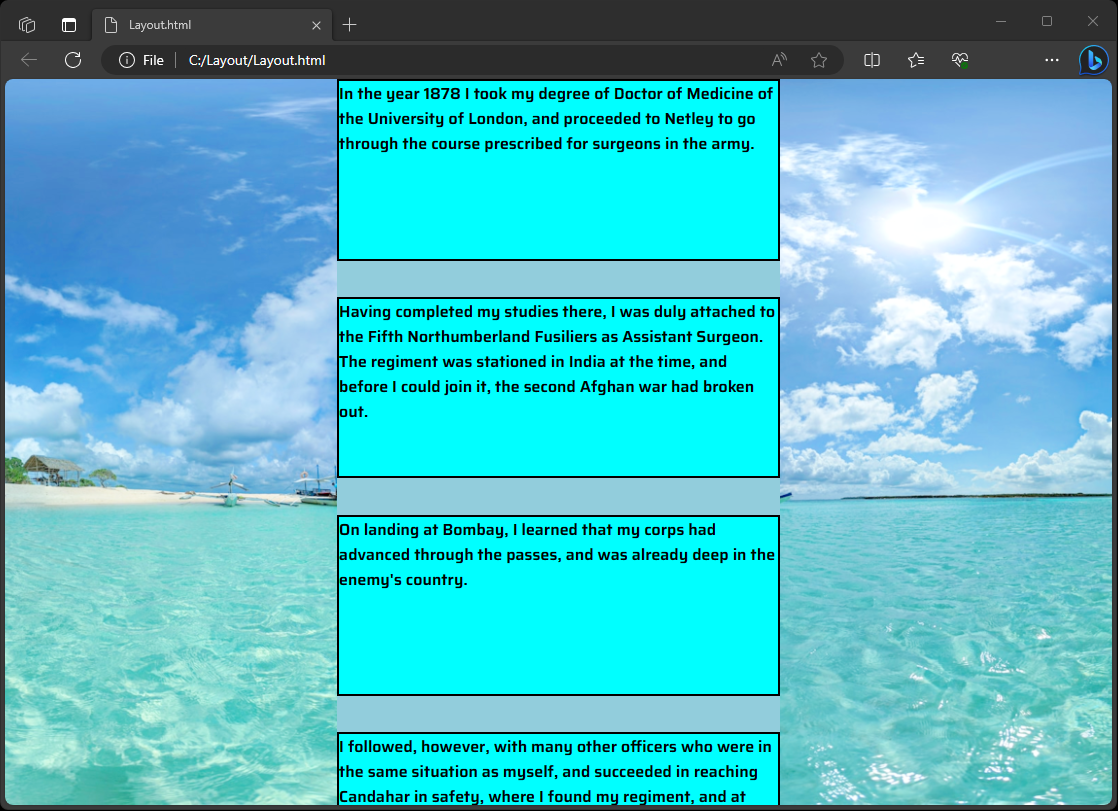 Layout.html
File
C:/Layout/Layout.html
In the year 1878 I took my degree of Doctor of Medicine of
the University of London, and proceeded to Netley to go
through the course prescribed for surgeons in the army.
Having completed my studies there, I was duly attached to
the Fifth Northumberland Fusiliers as Assistant Surgeon.
The regiment was stationed in India at the time, and
before I could join it, the second Afghan war had broken
out.
On landing at Bombay, I learned that my corps had
advanced through the passes, and was already deep in the
enemy's country.
I followed, however, with many other officers who were in
the same situation as myself, and succeeded in reaching
Candahar in safety, where I found my regiment, and at